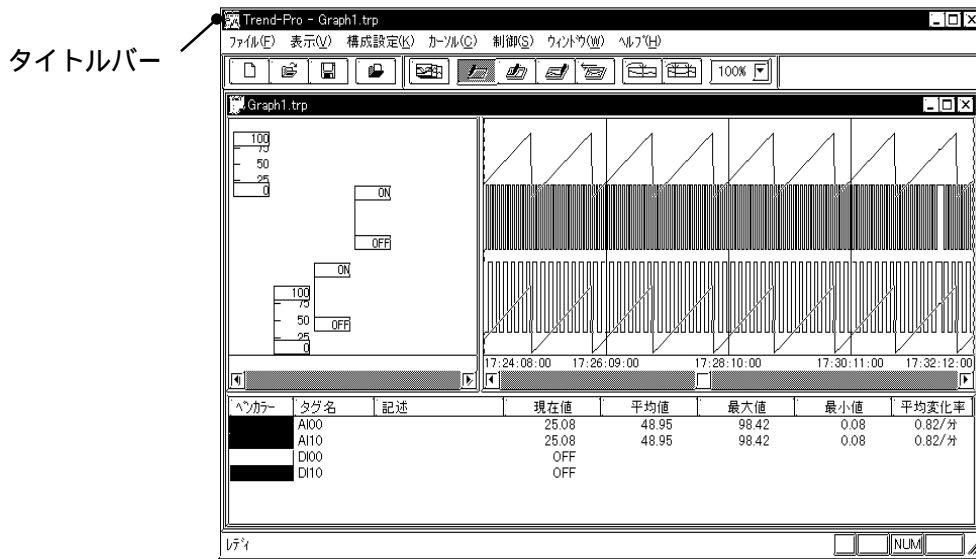 タイトルバー
Trend-Pro - Graph1.trp
ﾌｧｲﾙ(F) 表示(V) 構成設定(K) ｶｰｿﾙ(C) 制御(S) ｳｨﾝﾄﾞｳ(W) ﾍﾙﾌﾟ(H)
100%
Graph1.trp
100
75
50
25
0
ON
OFF
ON
100
75
50
OFF
25
0
17:24:08:00 17:26:09:00 17:28:10:00 17:30:11:00 17:32:12:00
ﾍﾟﾝｶﾗｰ タグ名 記述 現在値 平均値 最大値 最小値 平均変化率
AI00 25.08 48.95 98.42 0.08 0.82/分
AI10 25.08 48.95 98.42 0.08 0.82/分
DI00 OFF
DI10 OFF
ﾚﾃﾞｨ NUM